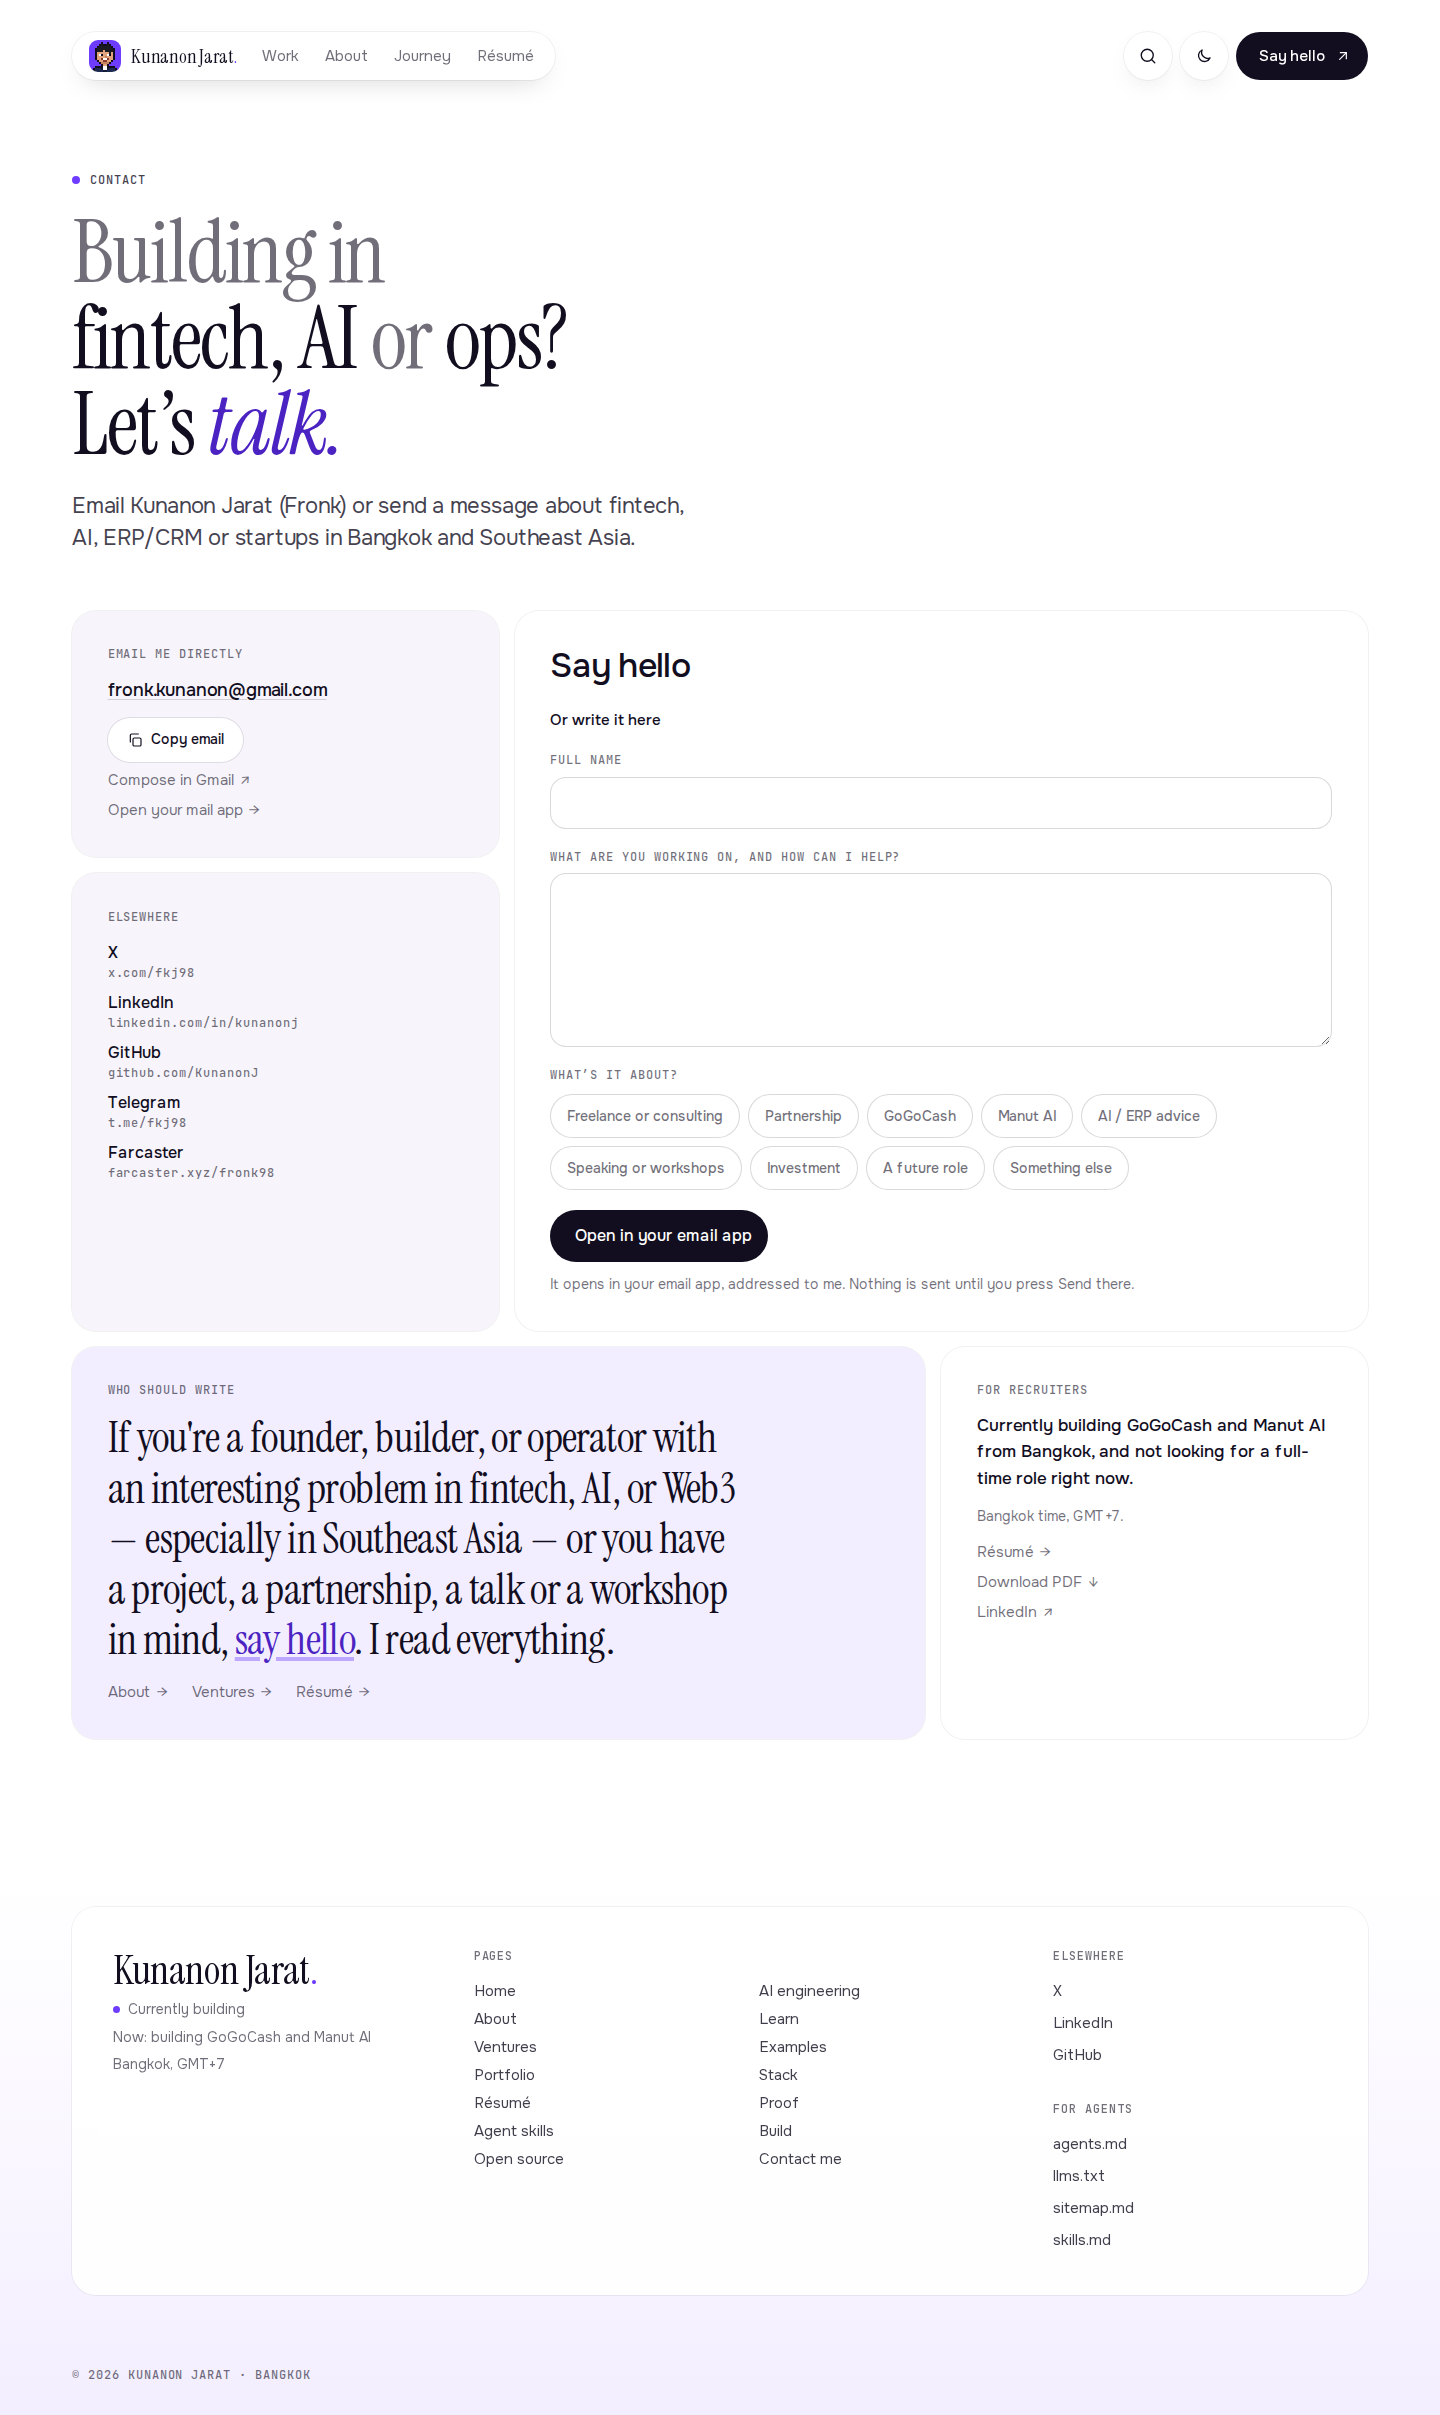 Kunanon Jarat.
Work
About
Journey
Résumé
Say hello ↗
CONTACT
Building in
fintech, AI or ops?
Let’s talk.
Email Kunanon Jarat (Fronk) or send a message about fintech,
AI, ERP/CRM or startups in Bangkok and Southeast Asia.
EMAIL ME DIRECTLY
fronk.kunanon@gmail.com
Copy email
Compose in Gmail ↗
Open your mail app →
ELSEWHERE
X
x.com/fkj98
LinkedIn
linkedin.com/in/kunanonj
GitHub
github.com/KunanonJ
Telegram
t.me/fkj98
Farcaster
farcaster.xyz/fronk98
Say hello
Or write it here
FULL NAME
WHAT ARE YOU WORKING ON, AND HOW CAN I HELP?
WHAT’S IT ABOUT?
Freelance or consulting
Partnership
GoGoCash
Manut AI
AI / ERP advice
Speaking or workshops
Investment
A future role
Something else
Open in your email app
It opens in your email app, addressed to me. Nothing is sent until you press Send there.
WHO SHOULD WRITE
If you're a founder, builder, or operator with
an interesting problem in fintech, AI, or Web3
— especially in Southeast Asia — or you have
a project, a partnership, a talk or a workshop
in mind, say hello. I read everything.
About →
Ventures →
Résumé →
FOR RECRUITERS
Currently building GoGoCash and Manut AI
from Bangkok, and not looking for a full-
time role right now.
Bangkok time, GMT+7.
Résumé →
Download PDF ↓
LinkedIn ↗
Kunanon Jarat.
Currently building
Now: building GoGoCash and Manut AI
Bangkok, GMT+7
PAGES
Home
About
Ventures
Portfolio
Résumé
Agent skills
Open source
AI engineering
Learn
Examples
Stack
Proof
Build
Contact me
ELSEWHERE
X
LinkedIn
GitHub
FOR AGENTS
agents.md
llms.txt
sitemap.md
skills.md
© 2026 KUNANON JARAT · BANGKOK